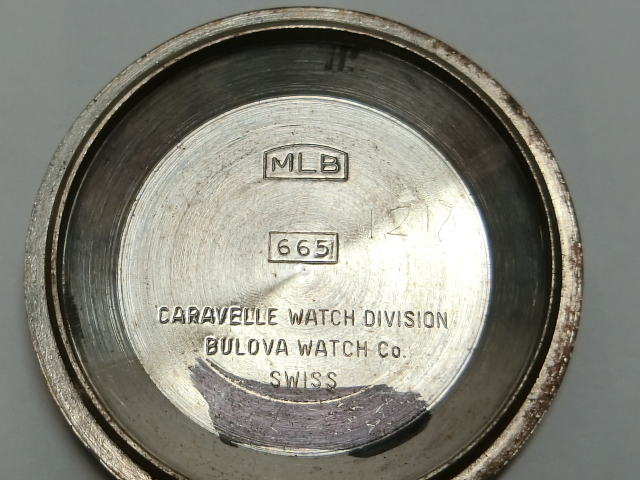 MLB
665
CARAVELLE WATCH DIVISION
BULOVA WATCH Co.
SWISS